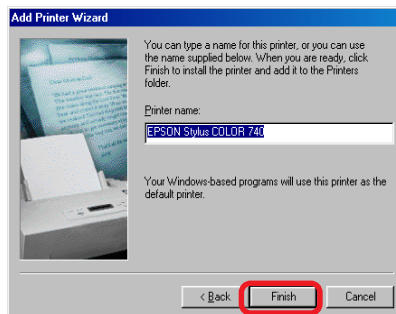 Add Printer Wizard
You can type a name for this printer, or you can use
the name supplied below. When you are ready, click
Finish to install the printer and add it to the Printers
folder.
Printer name:
EPSON Stylus COLOR 740
Your Windows-based programs will use this printer as the
default printer.
< Back
Finish
Cancel